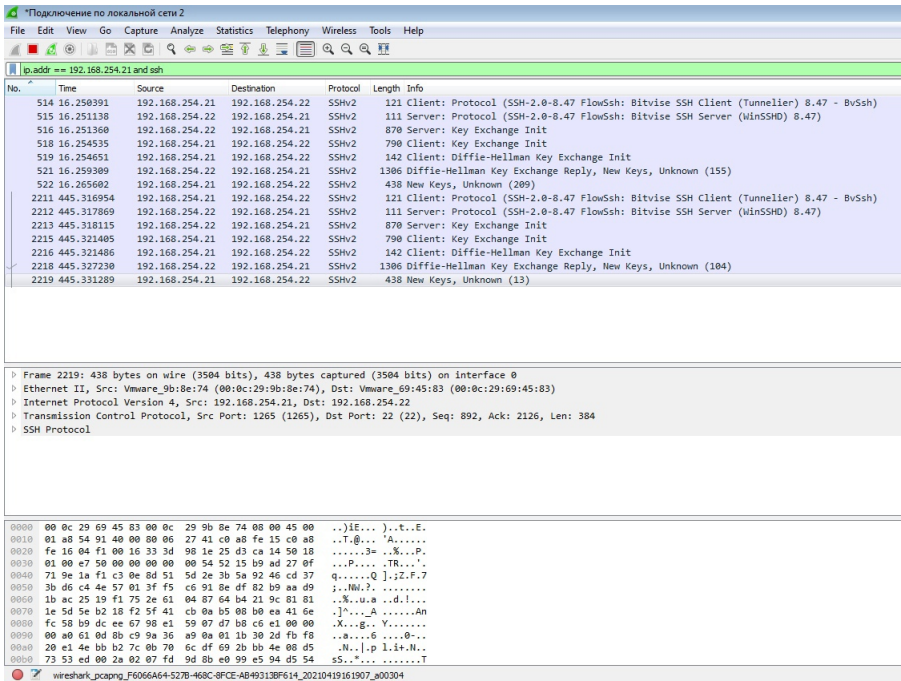 *Подключение по локальной сети 2
File Edit View Go Capture Analyze Statistics Telephony Wireless Tools Help
ip.addr == 192.168.254.21 and ssh
No. Time Source Destination Protocol Length Info
514 16.250391 192.168.254.21 192.168.254.22 SSHv2 121 Client: Protocol (SSH-2.0-8.47 FlowSsh: Bitvise SSH Client (Tunnelier) 8.47 - BvSsh)
515 16.251138 192.168.254.22 192.168.254.21 SSHv2 111 Server: Protocol (SSH-2.0-8.47 FlowSsh: Bitvise SSH Server (WinSSHD) 8.47)
516 16.251360 192.168.254.22 192.168.254.21 SSHv2 870 Server: Key Exchange Init
518 16.254535 192.168.254.21 192.168.254.22 SSHv2 790 Client: Key Exchange Init
519 16.254651 192.168.254.21 192.168.254.22 SSHv2 142 Client: Diffie-Hellman Key Exchange Init
521 16.259309 192.168.254.22 192.168.254.21 SSHv2 1306 Diffie-Hellman Key Exchange Reply, New Keys, Unknown (155)
522 16.265602 192.168.254.21 192.168.254.22 SSHv2 438 New Keys, Unknown (209)
2211 445.316954 192.168.254.21 192.168.254.22 SSHv2 121 Client: Protocol (SSH-2.0-8.47 FlowSsh: Bitvise SSH Client (Tunnelier) 8.47 - BvSsh)
2212 445.317869 192.168.254.22 192.168.254.21 SSHv2 111 Server: Protocol (SSH-2.0-8.47 FlowSsh: Bitvise SSH Server (WinSSHD) 8.47)
2213 445.318115 192.168.254.22 192.168.254.21 SSHv2 870 Server: Key Exchange Init
2215 445.321405 192.168.254.21 192.168.254.22 SSHv2 790 Client: Key Exchange Init
2216 445.321486 192.168.254.21 192.168.254.22 SSHv2 142 Client: Diffie-Hellman Key Exchange Init
2218 445.327230 192.168.254.22 192.168.254.21 SSHv2 1306 Diffie-Hellman Key Exchange Reply, New Keys, Unknown (104)
2219 445.331289 192.168.254.21 192.168.254.22 SSHv2 438 New Keys, Unknown (13)
Frame 2219: 438 bytes on wire (3504 bits), 438 bytes captured (3504 bits) on interface 0
Ethernet II, Src: Vmware_9b:8e:74 (00:0c:29:9b:8e:74), Dst: Vmware_69:45:83 (00:0c:29:69:45:83)
Internet Protocol Version 4, Src: 192.168.254.21, Dst: 192.168.254.22
Transmission Control Protocol, Src Port: 1265 (1265), Dst Port: 22 (22), Seq: 892, Ack: 2126, Len: 384
SSH Protocol
0000 00 0c 29 69 45 83 00 0c 29 9b 8e 74 08 00 45 00 ..)iE... )..t..E.
0010 01 a8 54 91 40 00 80 06 27 41 c0 a8 fe 15 c0 a8 ..T.@... 'A......
0020 fe 16 04 f1 00 16 33 3d 98 1e 25 d3 ca 14 50 18 ......3= ..%...P.
0030 01 00 e7 50 00 00 00 00 00 54 52 15 b9 ad 27 0f ...P.... .TR...'.
0040 71 9e 1a f1 c3 0e 8d 51 5d 2e 3b 5a 92 46 cd 37 q......Q ].;Z.F.7
0050 3b d6 c4 4e 57 01 3f f5 c6 91 8e df 82 b9 aa d9 ;..NW.?. ........
0060 1b ac 25 19 f1 75 2e 61 04 87 64 b4 21 9c 81 81 ..%..u.a ..d.!...
0070 1e 5d 5e b2 18 f2 5f 41 cb 0a b5 08 b0 ea 41 6e .]^..._A ......An
0080 fc 58 b9 dc ee 67 98 e1 59 07 d7 b8 c6 e1 00 00 .X...g.. Y.......
0090 00 a0 61 0d 8b c9 9a 36 a9 0a 01 1b 30 2d fb f8 ..a....6 ....0-..
00a0 20 e1 4e bb b2 7c 0b 70 6c df 69 2b bb 4e 08 d5 .N..|.p l.i+.N..
00b0 73 53 ed 00 2a 02 07 fd 9d 8b e0 99 e5 94 d5 54 sS..*... .......T
wireshark_pcapng_F6066A64-527B-468C-8FCE-AB49313BF614_20210419161907_a00304